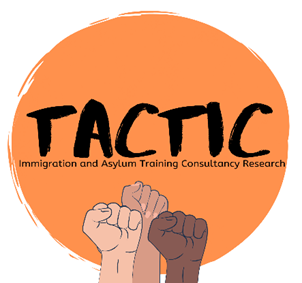 TACTIC
Immigration and Asylum Training Consultancy Research